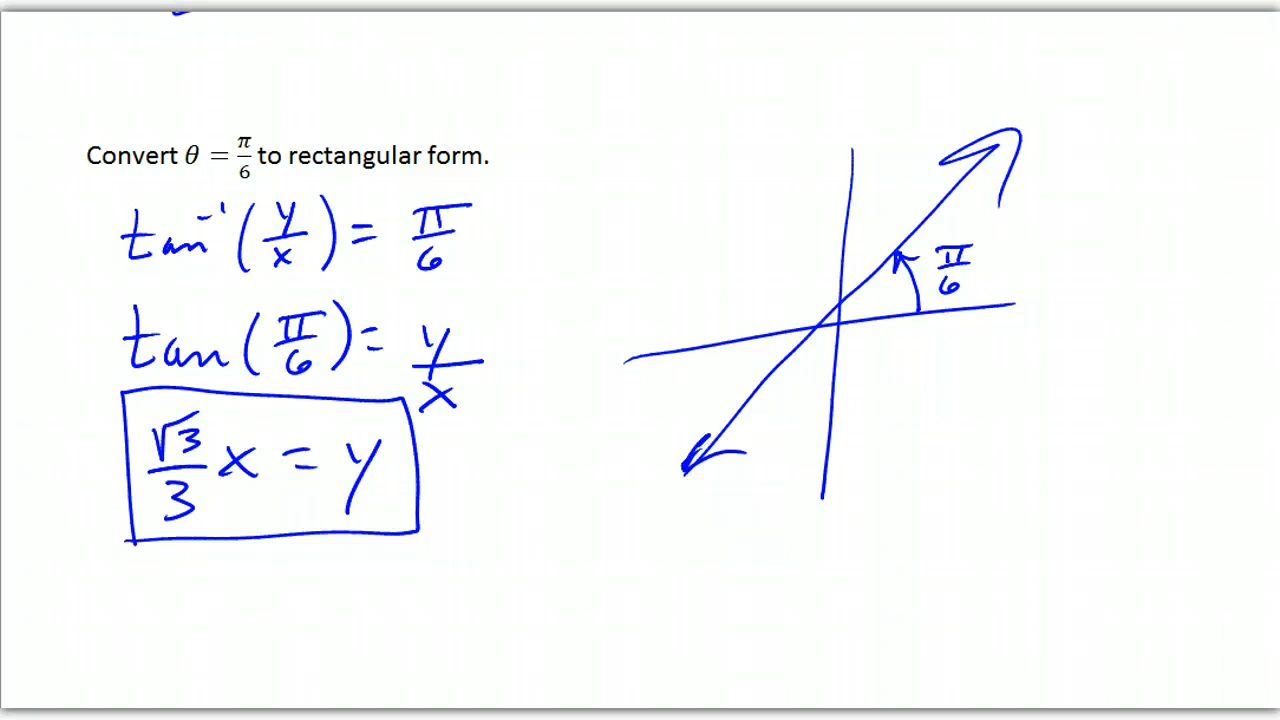 Convert θ = π/6 to rectangular form.
tan⁻¹(y/x) = π/6
tan(π/6) = y/x
√3/3 x = y
π/6